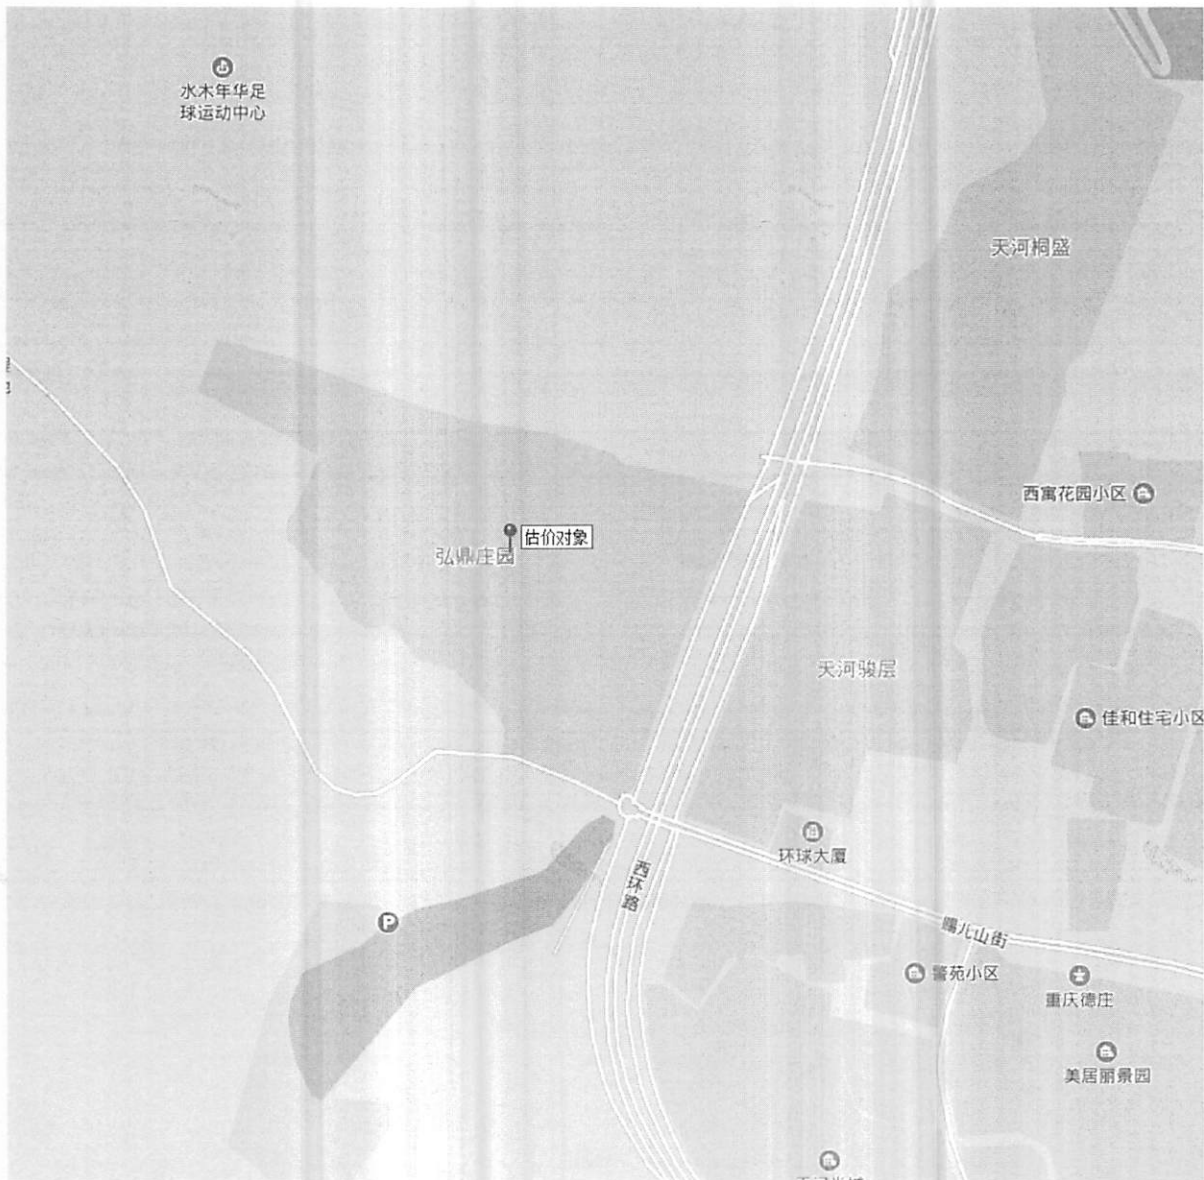 水木年华足
球运动中心
天河桐盛
西寓花园小区
估价对象
弘鼎庄园
天河骏层
佳和住宅小区
环球大厦
西环路
赐儿山街
警苑小区
重庆德庄
美居丽景园
P